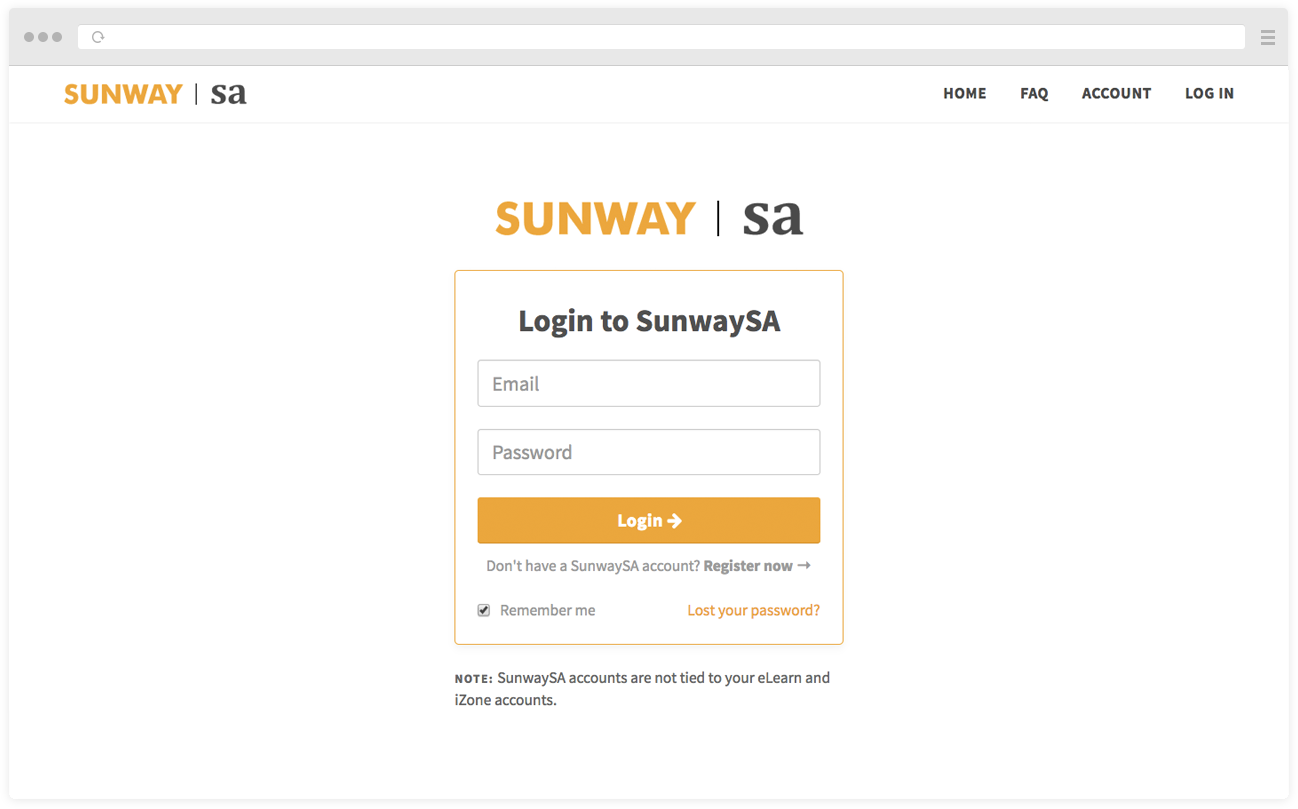 SUNWAY | sa
HOME FAQ ACCOUNT LOG IN
SUNWAY | sa
Login to SunwaySA
Email
Password
Login →
Don't have a SunwaySA account? Register now →
Remember me Lost your password?
NOTE: SunwaySA accounts are not tied to your eLearn and
iZone accounts.